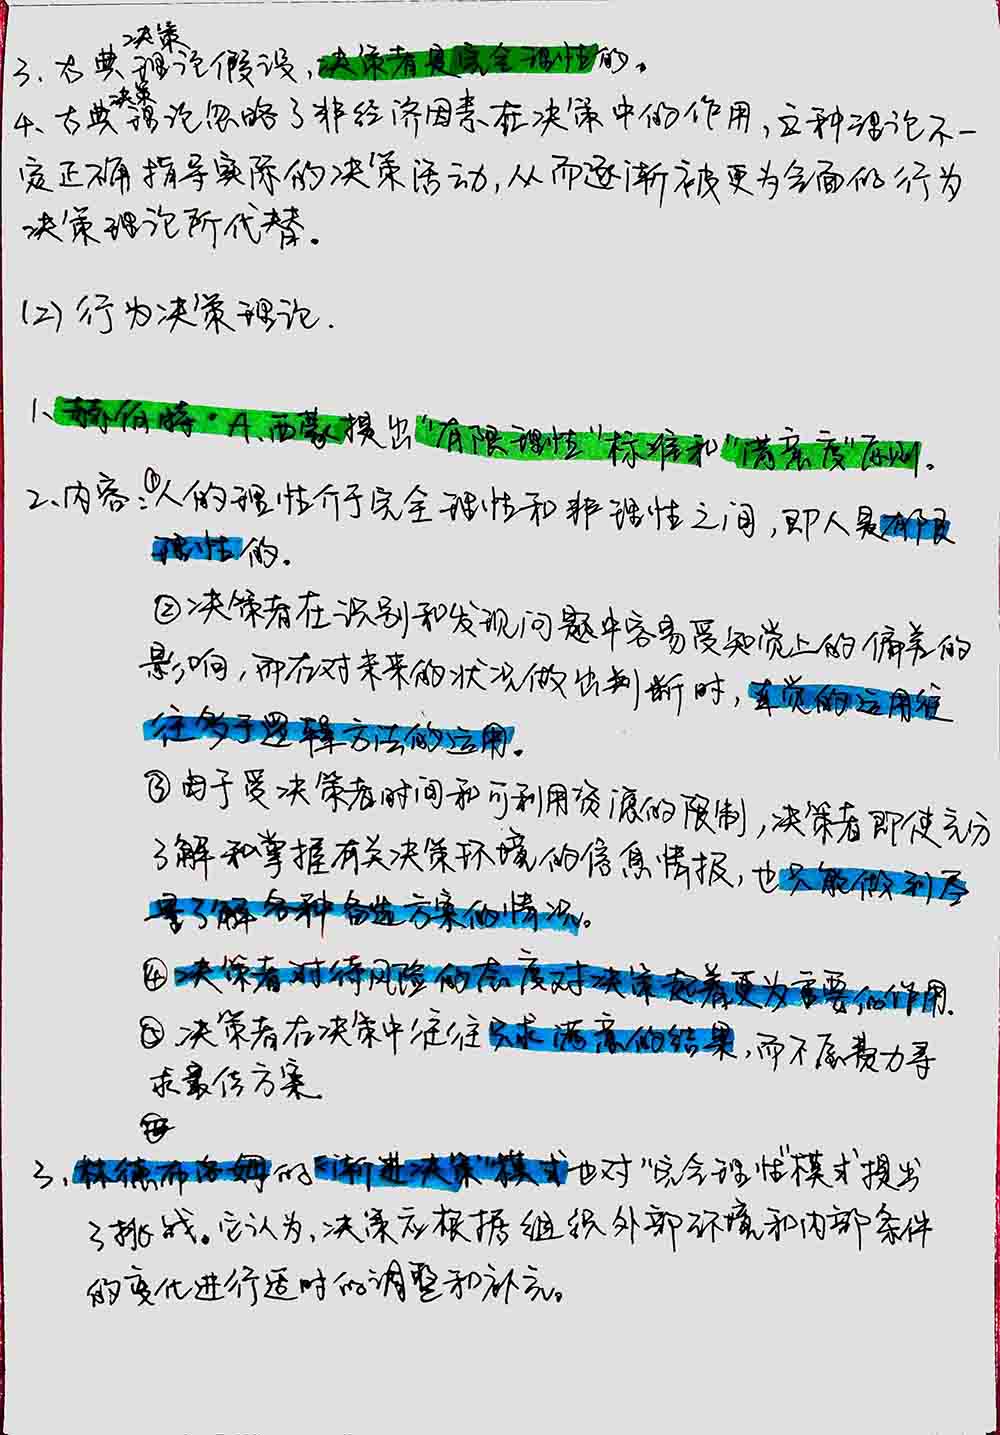 3、古典决策理论假设,决策者是完全理性的。
4、古典决策理论忽略了非经济因素在决策中的作用,这种理论不一
定正确指导实际的决策活动,从而逐渐被更为全面的行为
决策理论所代替。
(2)行为决策理论.
1、赫伯特·A.西蒙提出"有限理性"标准和"满意度"原则。
2、内容:①人的理性介于完全理性和非理性之间,即人是有限
理性的。
②决策者在识别和发现问题中容易受知觉上的偏差的
影响,而在对未来的状况做出判断时,直觉的运用往
往多于逻辑方法的运用。
③由于受决策者时间和可利用资源的限制,决策者即使充分
了解和掌握有关决策环境的信息情报,也只能做到尽
量了解各种备选方案的情况。
④决策者对待风险的态度对决策起着更为重要的作用.
⑤决策者在决策中往往只求满意的结果,而不愿费力寻
求最佳方案.
3、林德布洛姆的"渐进决策"模式也对"完全理性"模式提出
了挑战。它认为,决策应根据组织外部环境和内部条件
的变化进行适时的调整和补充。